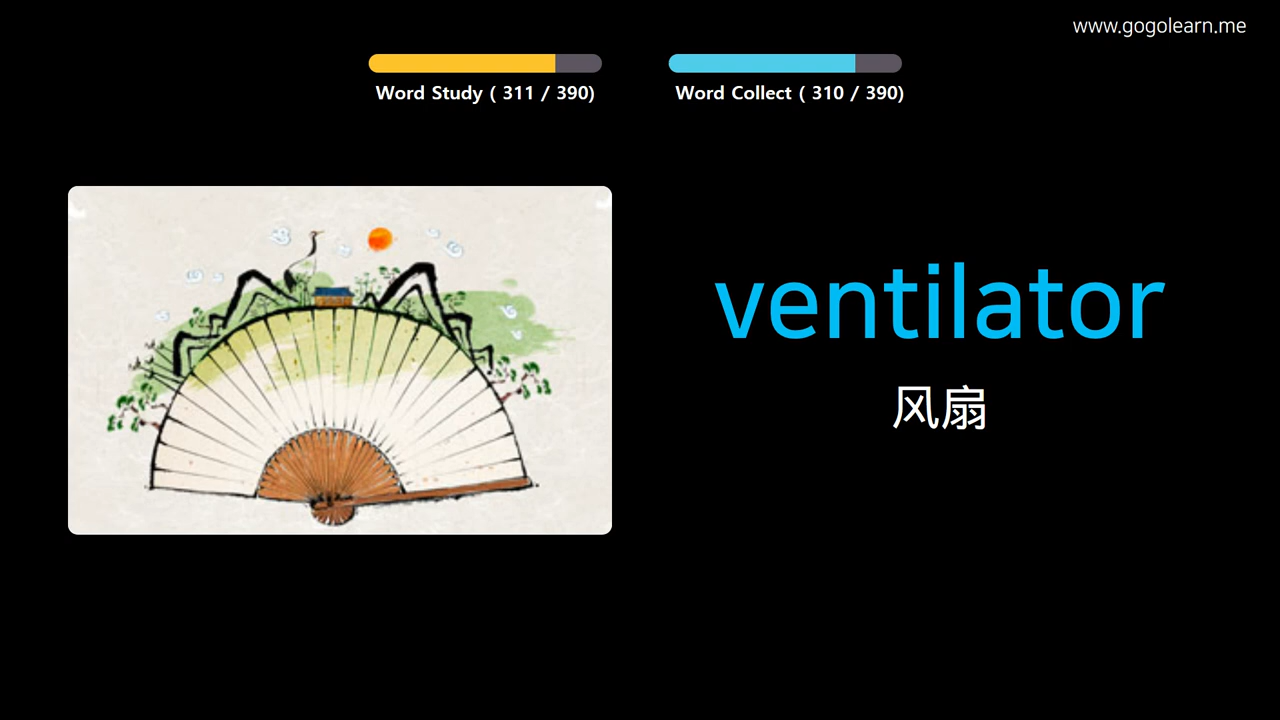 www.gogolearn.me
Word Study ( 311 / 390)
Word Collect ( 310 / 390)
ventilator
风扇